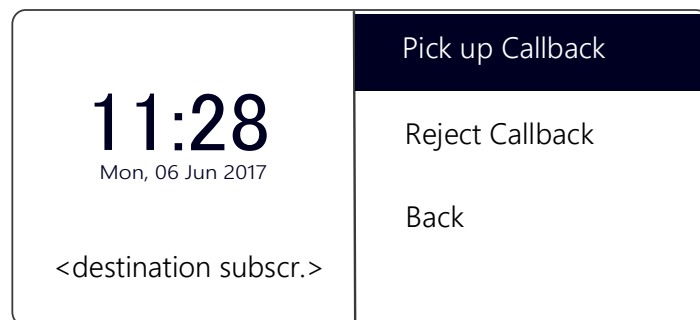 11:28
Mon, 06 Jun 2017
<destination subscr.>
Pick up Callback
Reject Callback
Back